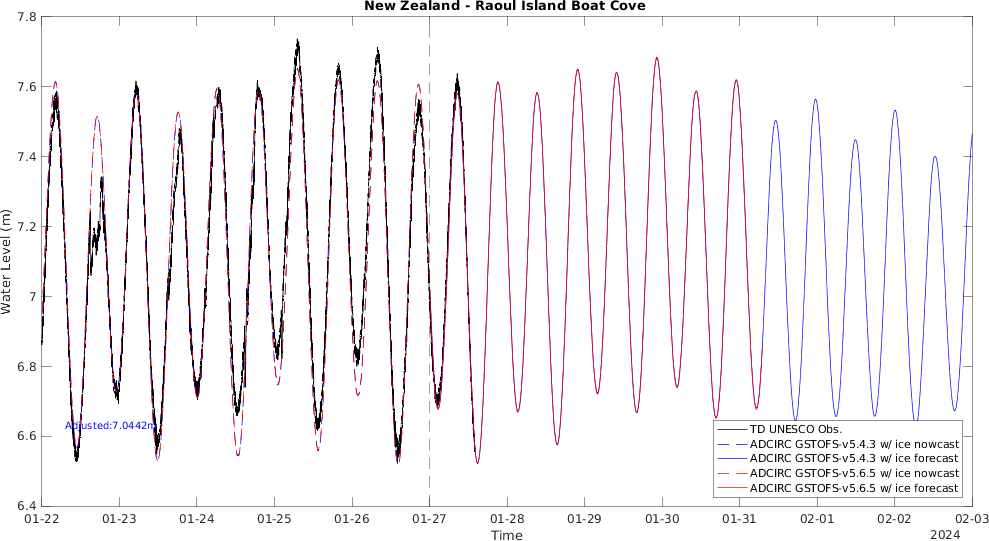 New Zealand - Raoul Island Boat Cove
7.8
7.6
7.4
7.2
7
6.8
6.6
6.4
Water Level (m)
Adjusted:7.0442m
TD UNESCO Obs.
ADCIRC GSTOFS-v5.4.3 w/ ice nowcast
ADCIRC GSTOFS-v5.4.3 w/ ice forecast
ADCIRC GSTOFS-v5.6.5 w/ ice nowcast
ADCIRC GSTOFS-v5.6.5 w/ ice forecast
01-22 01-23 01-24 01-25 01-26 01-27 01-28 01-29 01-30 01-31 02-01 02-02 02-03
Time
2024